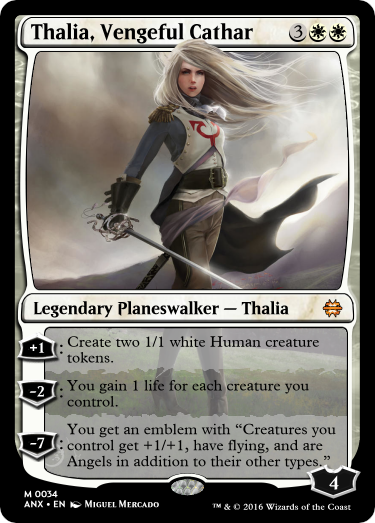 Thalia, Vengeful Cathar 3
Legendary Planeswalker — Thalia
+1: Create two 1/1 white Human creature
tokens.
-2: You gain 1 life for each creature you
control.
-7: You get an emblem with “Creatures you
control get +1/+1, have flying, and are
Angels in addition to their other types.”
4
M 0034
ANX • EN Miguel Mercado
™ & © 2016 Wizards of the Coast